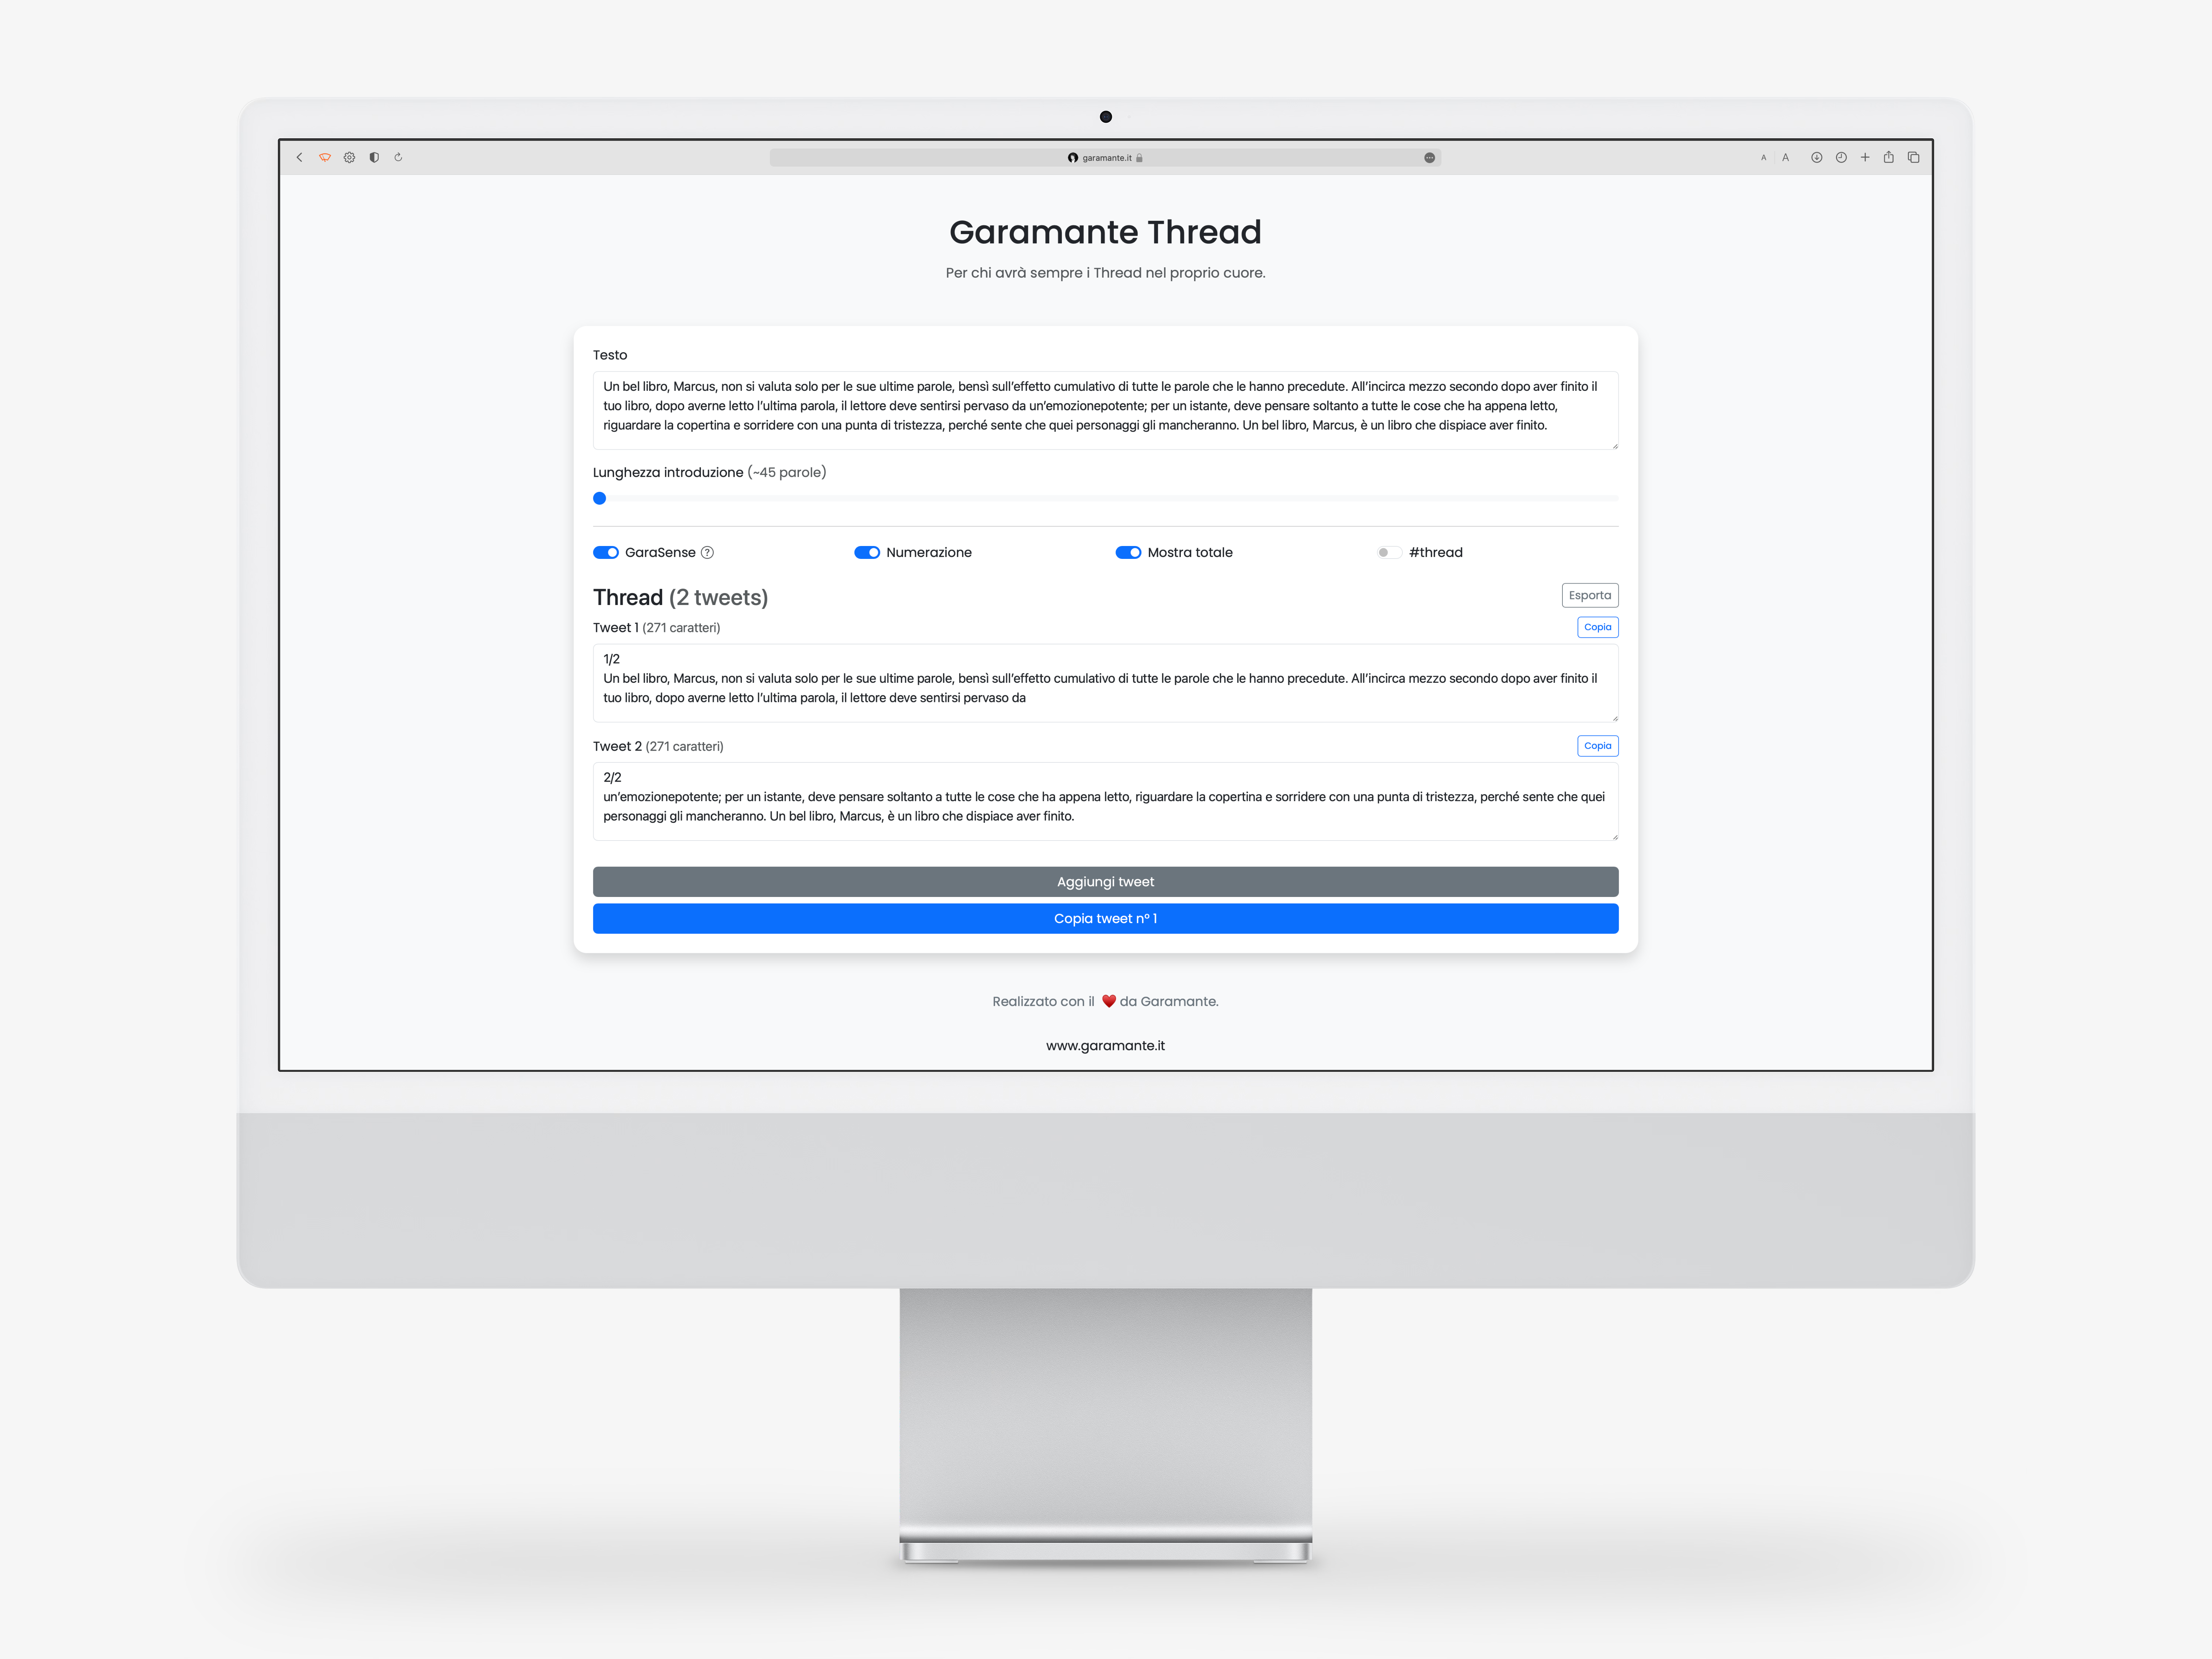 garamante.it
A A
Garamante Thread
Per chi avrà sempre i Thread nel proprio cuore.
Testo
Un bel libro, Marcus, non si valuta solo per le sue ultime parole, bensì sull’effetto cumulativo di tutte le parole che le hanno precedute. All’incirca mezzo secondo dopo aver finito il
tuo libro, dopo averne letto l’ultima parola, il lettore deve sentirsi pervaso da un’emozionepotente; per un istante, deve pensare soltanto a tutte le cose che ha appena letto,
riguardare la copertina e sorridere con una punta di tristezza, perché sente che quei personaggi gli mancheranno. Un bel libro, Marcus, è un libro che dispiace aver finito.
Lunghezza introduzione (~45 parole)
GaraSense ? Numerazione Mostra totale #thread
Thread (2 tweets) Esporta
Tweet 1 (271 caratteri) Copia
1/2
Un bel libro, Marcus, non si valuta solo per le sue ultime parole, bensì sull’effetto cumulativo di tutte le parole che le hanno precedute. All’incirca mezzo secondo dopo aver finito il
tuo libro, dopo averne letto l’ultima parola, il lettore deve sentirsi pervaso da
Tweet 2 (271 caratteri) Copia
2/2
un’emozionepotente; per un istante, deve pensare soltanto a tutte le cose che ha appena letto, riguardare la copertina e sorridere con una punta di tristezza, perché sente che quei
personaggi gli mancheranno. Un bel libro, Marcus, è un libro che dispiace aver finito.
Aggiungi tweet
Copia tweet n° 1
Realizzato con il ❤️ da Garamante.
www.garamante.it